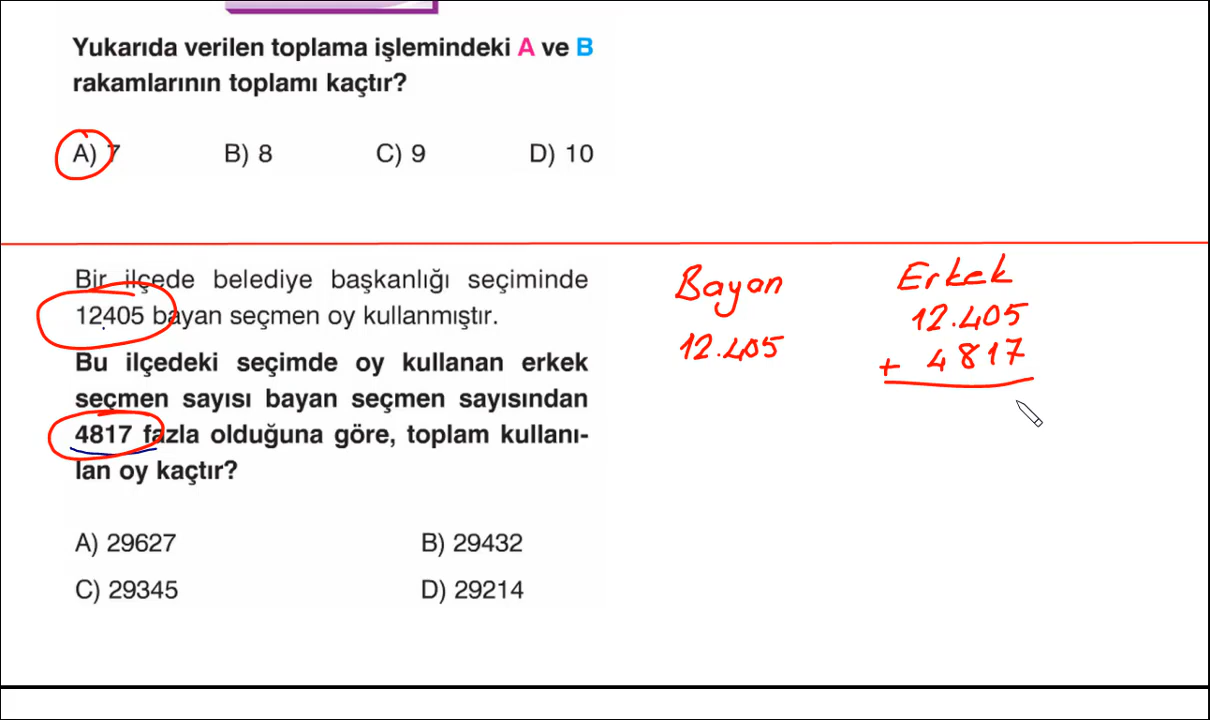 Yukarıda verilen toplama işlemindeki A ve B
rakamlarının toplamı kaçtır?
A) 7 B) 8 C) 9 D) 10
Bir ilçede belediye başkanlığı seçiminde
12405 bayan seçmen oy kullanmıştır.
Bu ilçedeki seçimde oy kullanan erkek
seçmen sayısı bayan seçmen sayısından
4817 fazla olduğuna göre, toplam kullanı-
lan oy kaçtır?
A) 29627 B) 29432
C) 29345 D) 29214
Bayan
12.405
Erkek
12.405
+ 4817